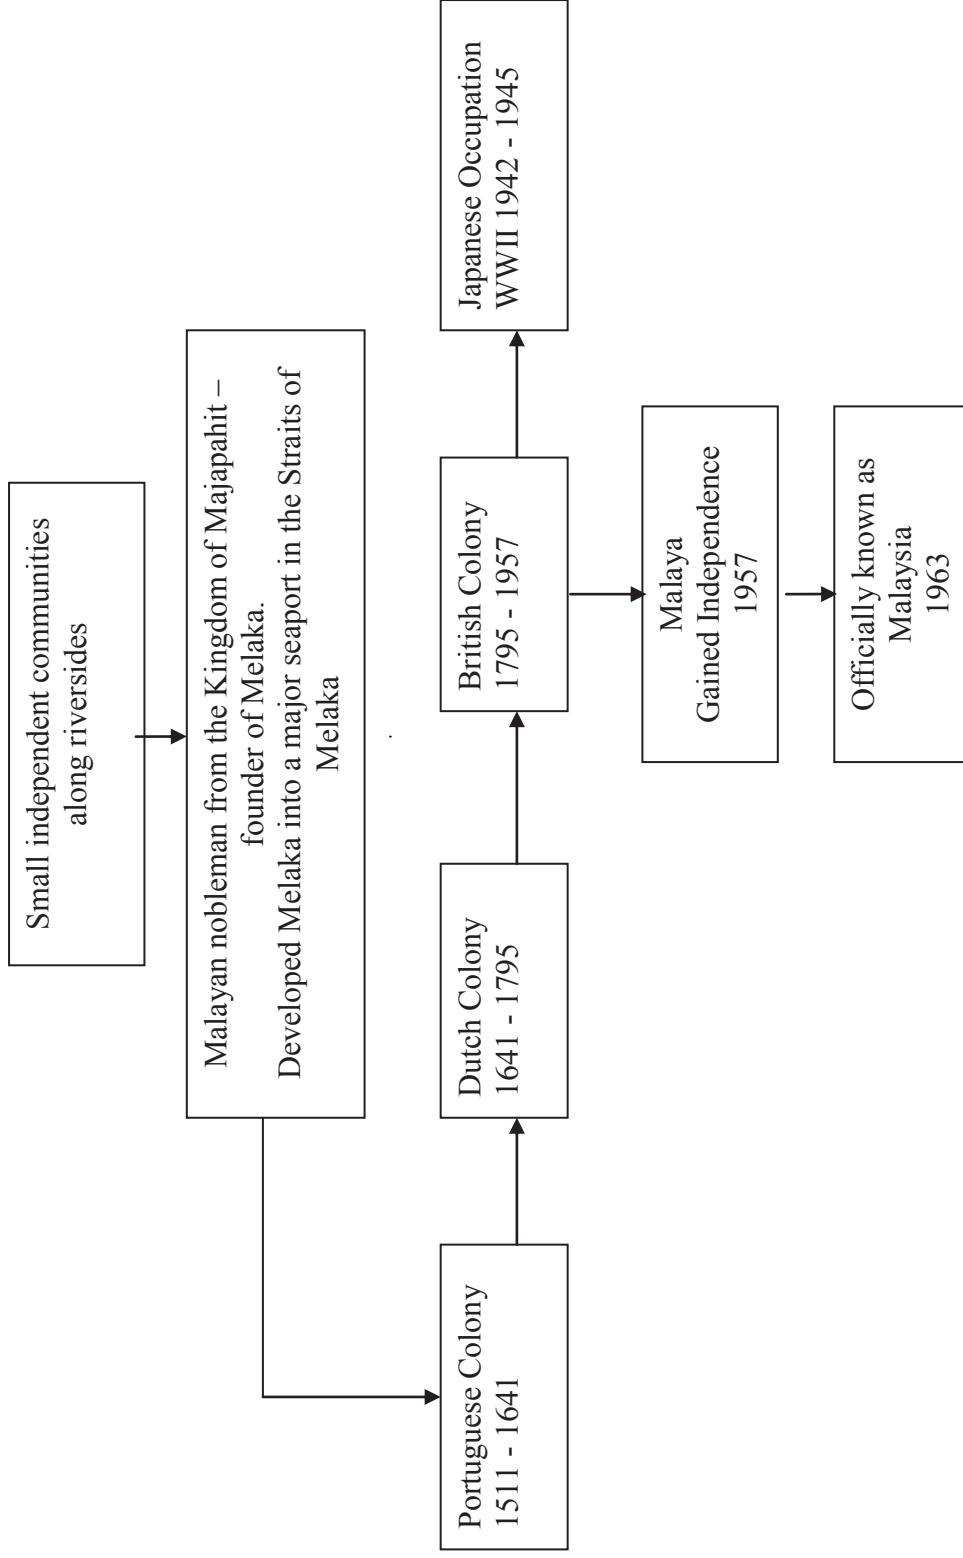 Small independent communities
along riversides
Malayan nobleman from the Kingdom of Majapahit –
founder of Melaka.
Developed Melaka into a major seaport in the Straits of
Melaka
Portuguese Colony
1511 - 1641
Dutch Colony
1641 - 1795
British Colony
1795 - 1957
Japanese Occupation
WWII 1942 - 1945
Malaya
Gained Independence
1957
Officially known as
Malaysia
1963